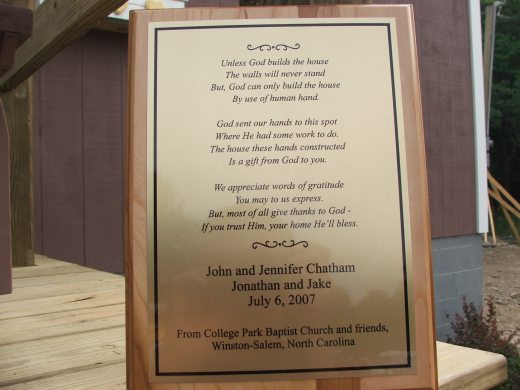 Unless God builds the house
The walls will never stand
But, God can only build the house
By use of human hand.
God sent our hands to this spot
Where He had some work to do.
The house these hands constructed
Is a gift from God to you.
We appreciate words of gratitude
You may to us express.
But, most of all give thanks to God -
If you trust Him, your home He'll bless.
John and Jennifer Chatham
Jonathan and Jake
July 6, 2007
From College Park Baptist Church and friends,
Winston-Salem, North Carolina